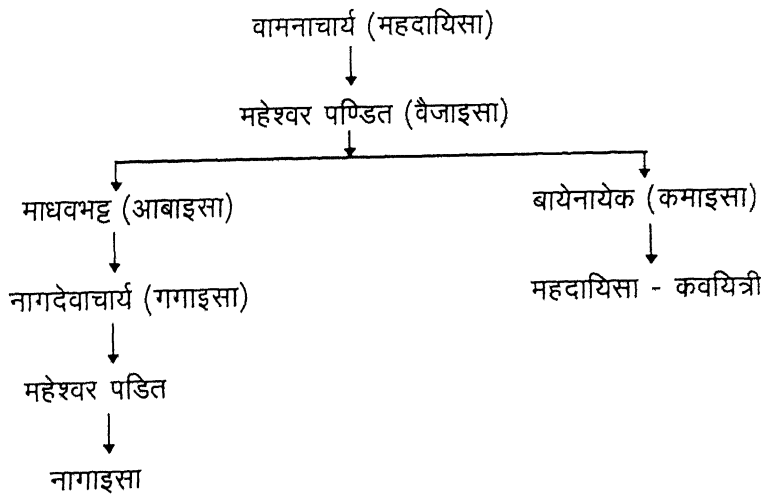 वामनाचार्य (महदायिसा)
महेश्वर पण्डित (वैजाइसा)
माधवभट्ट (आबाइसा)
बायेनायेक (कमाइसा)
नागदेवाचार्य (गगाइसा)
महदायिसा - कवयित्री
महेश्वर पडित
नागाइसा